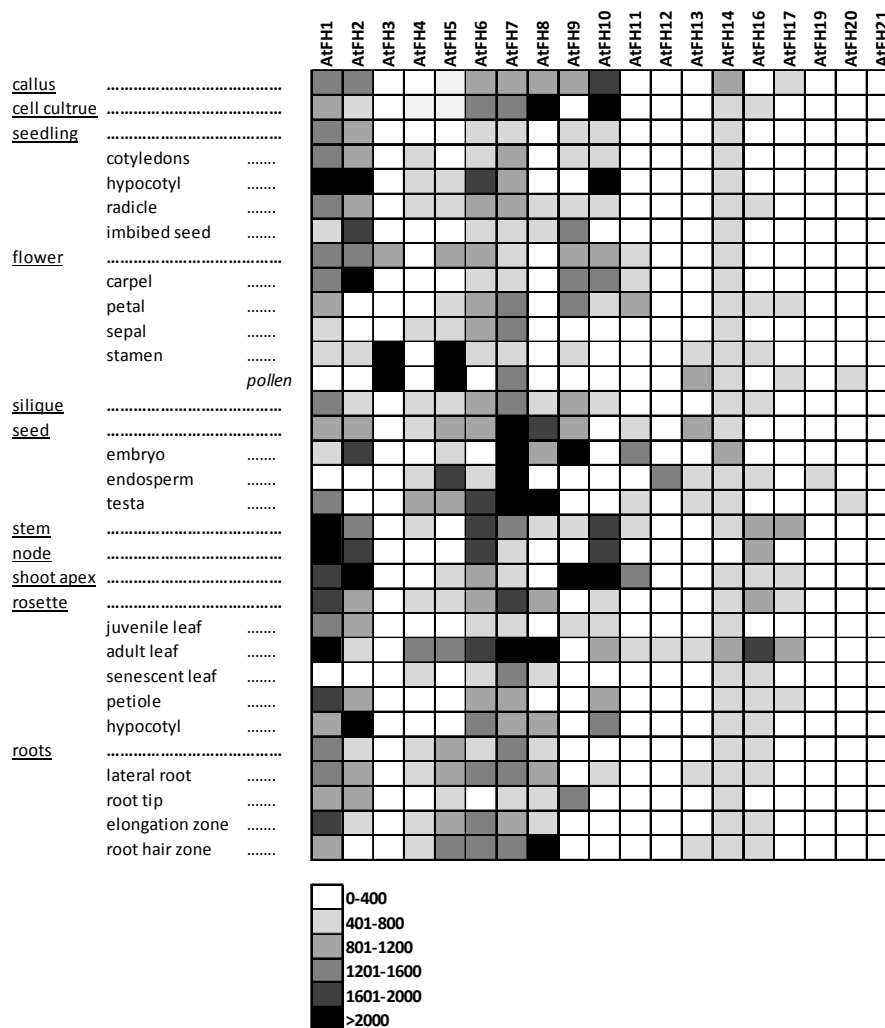 AtFH1 AtFH2 AtFH3 AtFH4 AtFH5 AtFH6 AtFH7 AtFH8 AtFH9 AtFH10 AtFH11 AtFH12 AtFH13 AtFH14 AtFH16 AtFH17 AtFH19 AtFH20 AtFH21
callus ........................................
cell cultrue ........................................
seedling ........................................
cotyledons .......
hypocotyl .......
radicle .......
imbibed seed .......
flower ........................................
carpel .......
petal .......
sepal .......
stamen .......
pollen
silique ........................................
seed ........................................
embryo .......
endosperm .......
testa .......
stem ........................................
node ........................................
shoot apex ........................................
rosette ........................................
juvenile leaf .......
adult leaf .......
senescent leaf .......
petiole .......
hypocotyl .......
roots ........................................
lateral root .......
root tip .......
elongation zone .......
root hair zone .......
0-400
401-800
801-1200
1201-1600
1601-2000
>2000